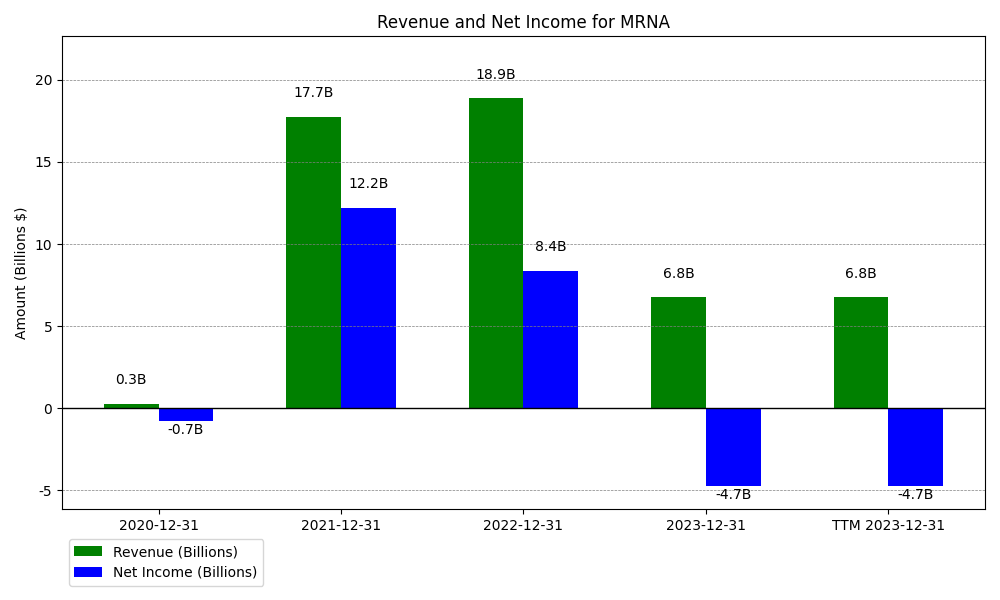 Revenue and Net Income for MRNA
Amount (Billions $)
20
15
10
5
0
-5
0.3B
-0.7B
17.7B
12.2B
18.9B
8.4B
6.8B
-4.7B
6.8B
-4.7B
2020-12-31
2021-12-31
2022-12-31
2023-12-31
TTM 2023-12-31
Revenue (Billions)
Net Income (Billions)